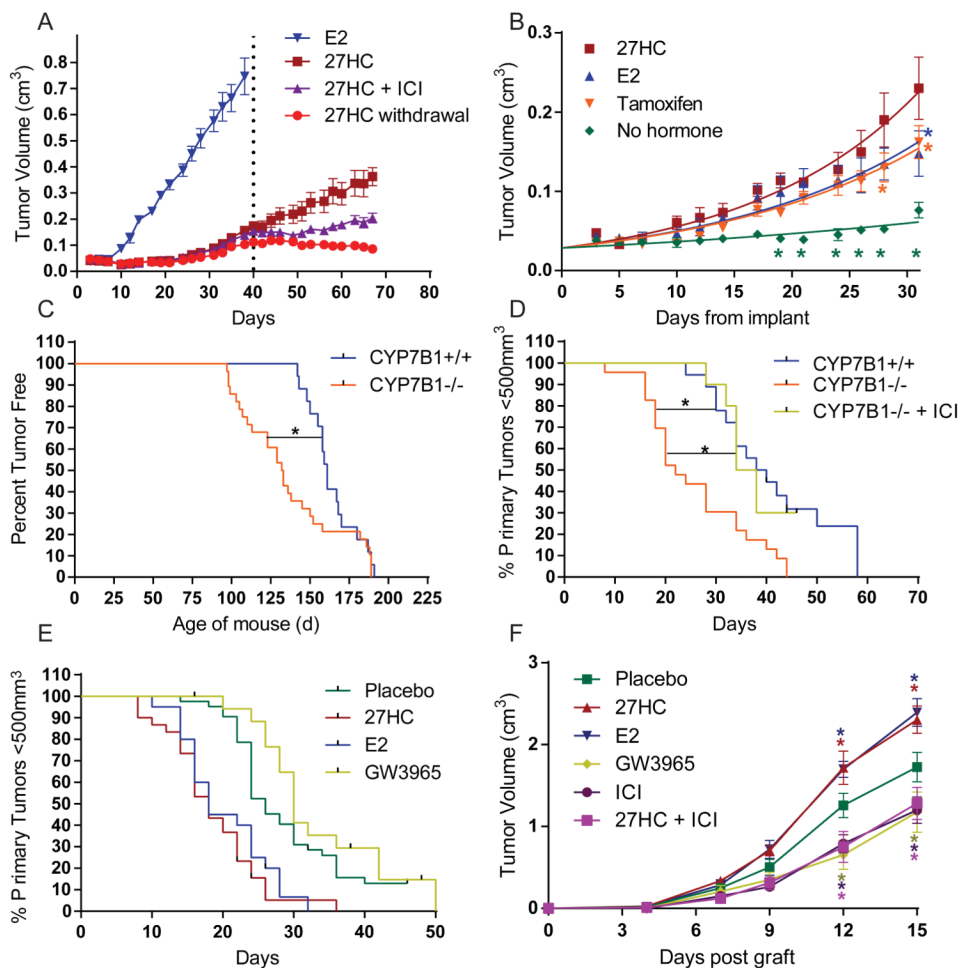 A
E2
27HC
27HC + ICI
27HC withdrawal
Tumor Volume (cm3)
0.8
0.7
0.6
0.5
0.4
0.3
0.2
0.1
0.0
0 10 20 30 40 50 60 70 80
Days
B
27HC
E2
Tamoxifen
No hormone
Tumor Volume (cm3)
0.3
0.2
0.1
0.0
* * * * * * * * *
0 5 10 15 20 25 30
Days from implant
C
CYP7B1+/+
CYP7B1-/-
*
Percent Tumor Free
110
100
90
80
70
60
50
40
30
20
10
0
0 25 50 75 100 125 150 175 200 225
Age of mouse (d)
D
CYP7B1+/+
CYP7B1-/-
CYP7B1-/- + ICI
*
*
% P rimary Tumors <500mm3
110
100
90
80
70
60
50
40
30
20
10
0
0 10 20 30 40 50 60 70
Days
E
Placebo
27HC
E2
GW3965
% P rimary Tumors <500mm3
110
100
90
80
70
60
50
40
30
20
10
0
0 10 20 30 40 50
Days
F
Placebo
27HC
E2
GW3965
ICI
27HC + ICI
Tumor Volume (cm3)
3
2
1
0
* *
* *
* * *
* * *
0 3 6 9 12 15
Days post graft